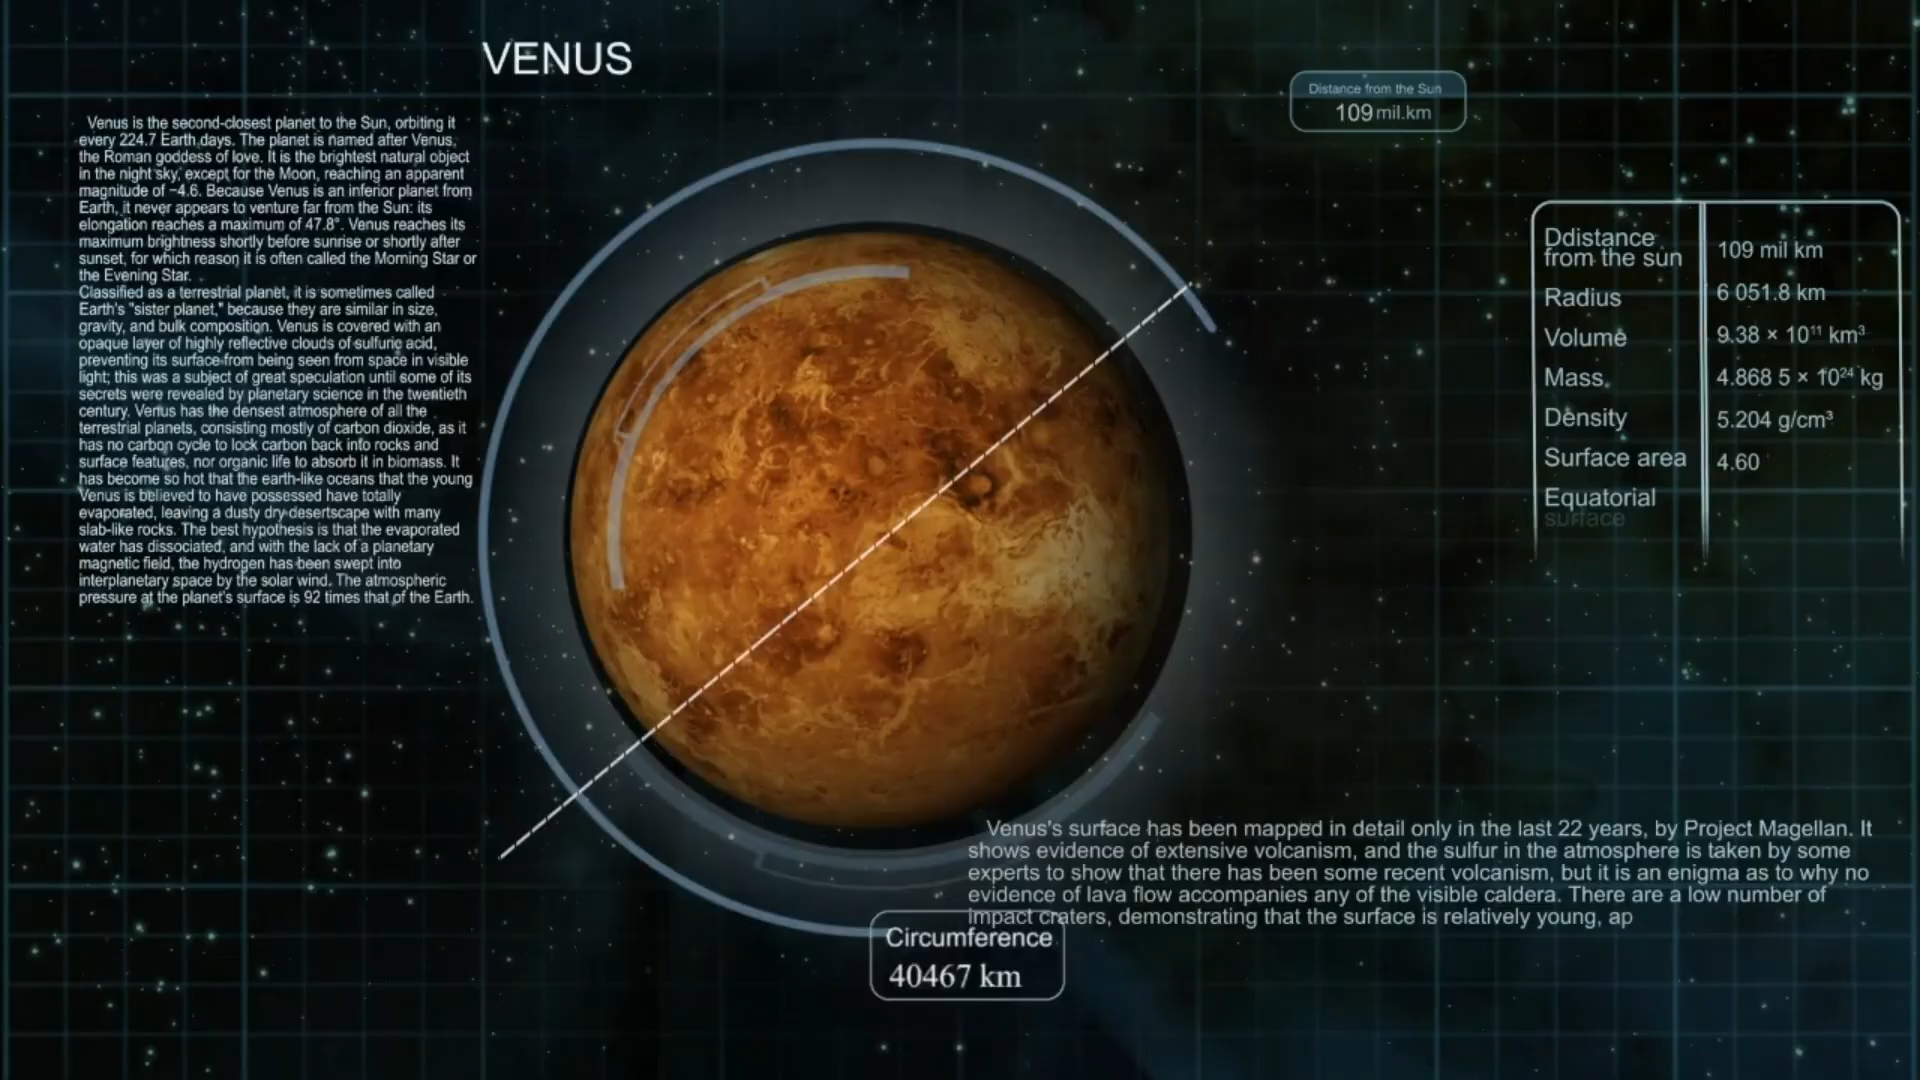 VENUS
Venus is the second-closest planet to the Sun, orbiting it
every 224.7 Earth days. The planet is named after Venus,
the Roman goddess of love. It is the brightest natural object
in the night sky, except for the Moon, reaching an apparent
magnitude of −4.6. Because Venus is an inferior planet from
Earth, it never appears to venture far from the Sun: its
elongation reaches a maximum of 47.8°. Venus reaches its
maximum brightness shortly before sunrise or shortly after
sunset, for which reason it is often called the Morning Star or
the Evening Star.
Classified as a terrestrial planet, it is sometimes called
Earth's "sister planet," because they are similar in size,
gravity, and bulk composition. Venus is covered with an
opaque layer of highly reflective clouds of sulfuric acid,
preventing its surface from being seen from space in visible
light; this was a subject of great speculation until some of its
secrets were revealed by planetary science in the twentieth
century. Venus has the densest atmosphere of all the
terrestrial planets, consisting mostly of carbon dioxide, as it
has no carbon cycle to lock carbon back into rocks and
surface features, nor organic life to absorb it in biomass. It
has become so hot that the earth-like oceans that the young
Venus is believed to have possessed have totally
evaporated, leaving a dusty dry desertscape with many
slab-like rocks. The best hypothesis is that the evaporated
water has dissociated, and with the lack of a planetary
magnetic field, the hydrogen has been swept into
interplanetary space by the solar wind. The atmospheric
pressure at the planet's surface is 92 times that of the Earth.
Distance from the Sun
109 mil.km
Ddistance
from the sun 109 mil km
Radius 6 051.8 km
Volume 9.38 × 10¹¹ km³
Mass 4.868 5 × 10²⁴ kg
Density 5.204 g/cm³
Surface area 4.60
Equatorial
surface
Venus's surface has been mapped in detail only in the last 22 years, by Project Magellan. It
shows evidence of extensive volcanism, and the sulfur in the atmosphere is taken by some
experts to show that there has been some recent volcanism, but it is an enigma as to why no
evidence of lava flow accompanies any of the visible caldera. There are a low number of
impact craters, demonstrating that the surface is relatively young, ap
Circumference
40467 km